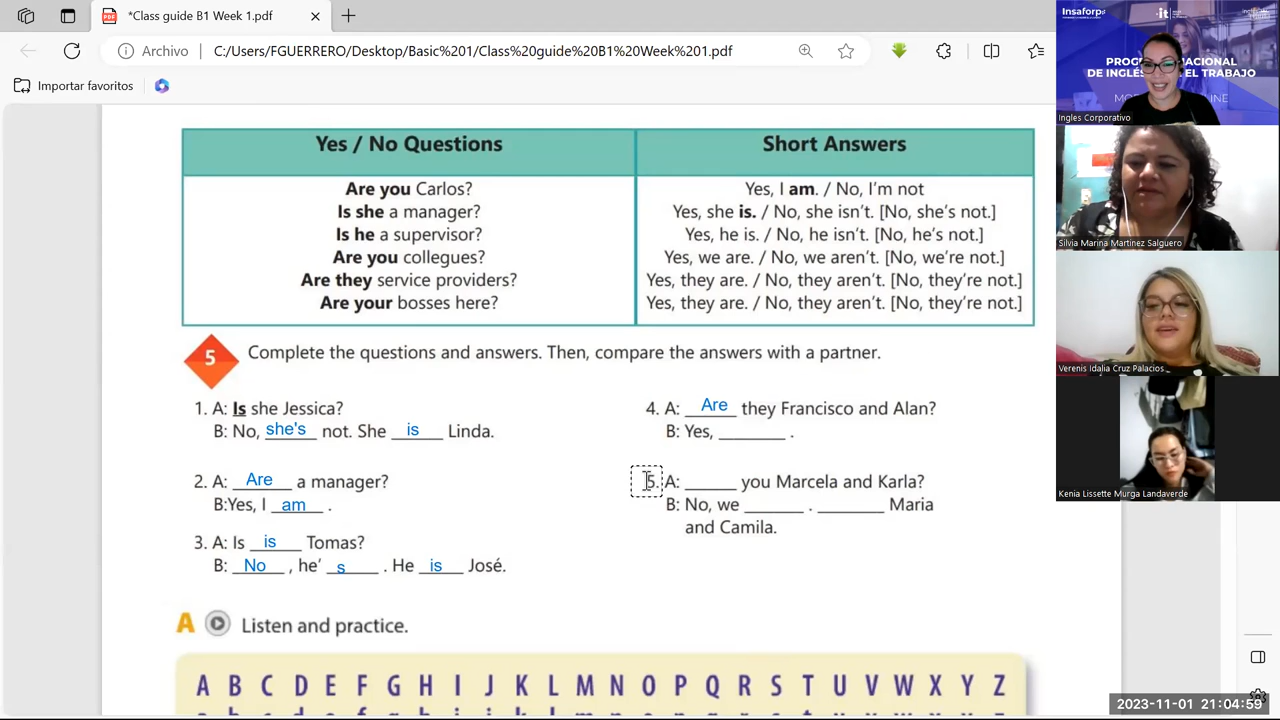 *Class guide B1 Week 1.pdf
Archivo
C:/Users/FGUERRERO/Desktop/Basic%201/Class%20guide%20B1%20Week%201.pdf
Importar favoritos
Yes / No Questions
Short Answers
Are you Carlos?
Yes, I am. / No, I'm not
Is she a manager?
Yes, she is. / No, she isn't. [No, she's not.]
Is he a supervisor?
Yes, he is. / No, he isn't. [No, he's not.]
Are you collegues?
Yes, we are. / No, we aren't. [No, we're not.]
Are they service providers?
Yes, they are. / No, they aren't. [No, they're not.]
Are your bosses here?
Yes, they are. / No, they aren't. [No, they're not.]
5 Complete the questions and answers. Then, compare the answers with a partner.
1. A: Is she Jessica?
B: No, she's not. She is Linda.
2. A: Are a manager?
B:Yes, I am .
3. A: Is is Tomas?
B: No , he' s . He is José.
4. A: Are they Francisco and Alan?
B: Yes, ________ .
5. A: ______ you Marcela and Karla?
B: No, we _______ . ________ Maria
and Camila.
A Listen and practice.
A B C D E F G H I J K L M N O P Q R S T U V W X Y Z
Insaforp
it
DE INGLÉS EL TRABAJO
Ingles Corporativo
Silvia Marina Martinez Salguero
Verenis Idalia Cruz Palacios
Kenia Lissette Murga Landaverde
2023-11-01 21:04:59